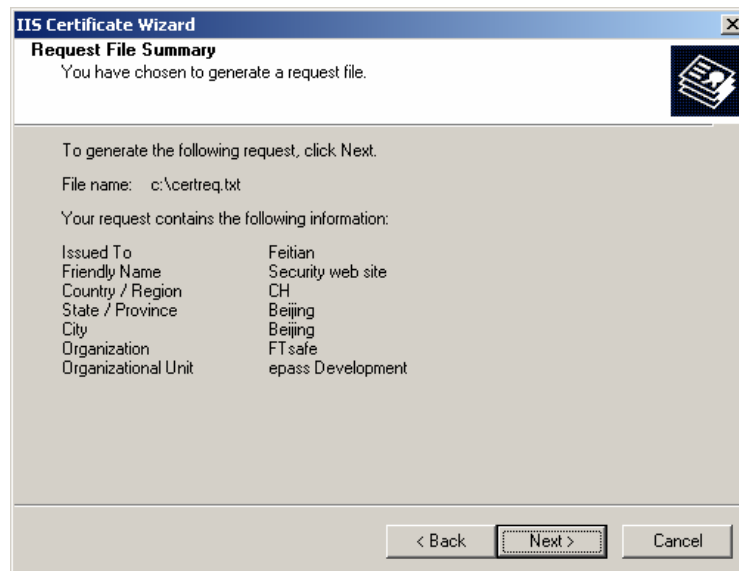 IIS Certificate Wizard
Request File Summary
You have chosen to generate a request file.
To generate the following request, click Next.
File name: c:\certreq.txt
Your request contains the following information:
Issued To Feitian
Friendly Name Security web site
Country / Region CH
State / Province Beijing
City Beijing
Organization FTsafe
Organizational Unit epass Development
< Back Next > Cancel